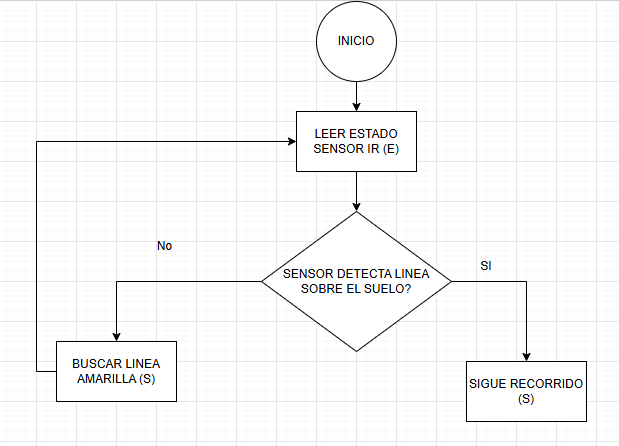 INICIO
LEER ESTADO
SENSOR IR (E)
No
SENSOR DETECTA LINEA
SOBRE EL SUELO?
SI
BUSCAR LINEA
AMARILLA (S)
SIGUE RECORRIDO
(S)